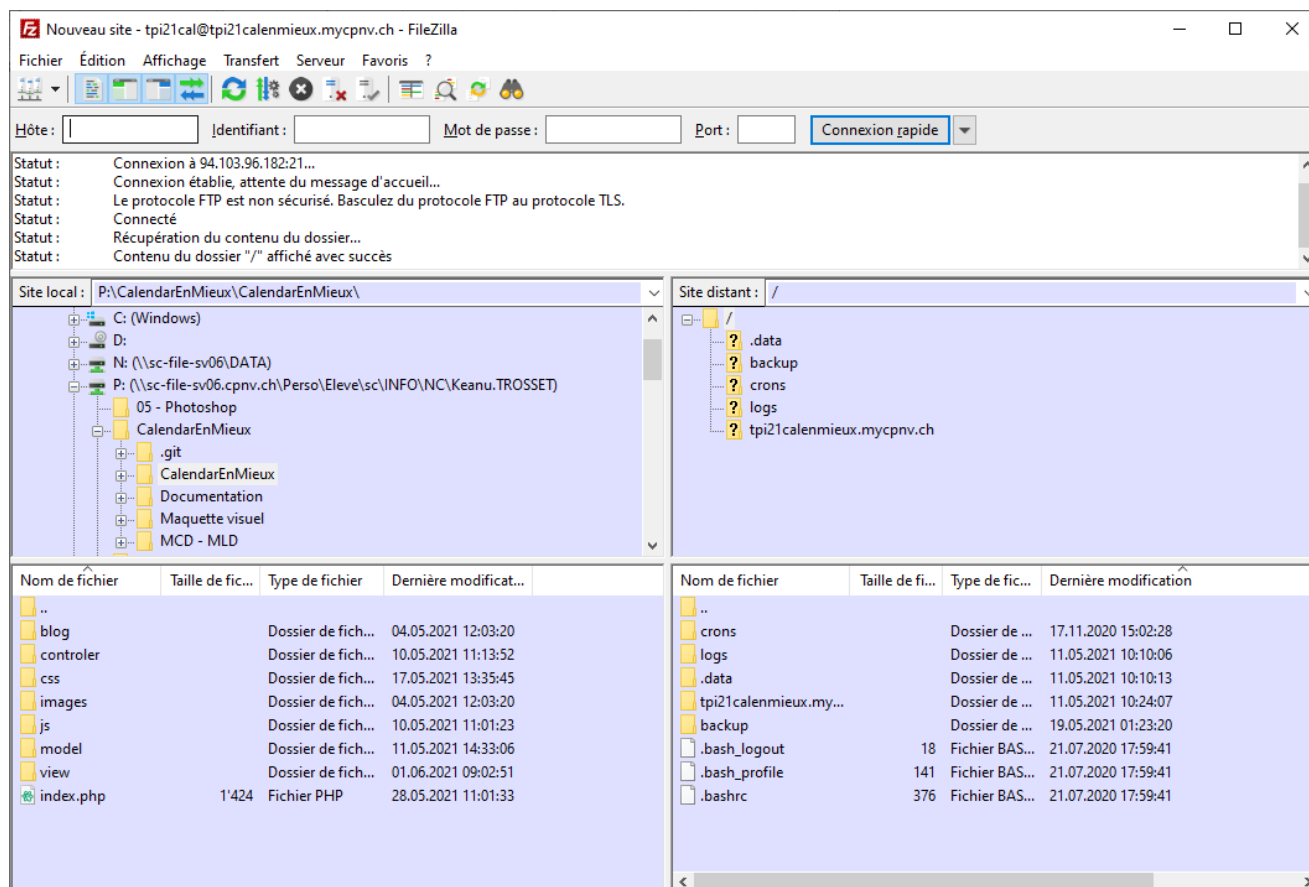 Nouveau site - tpi21cal@tpi21calenmieux.mycpnv.ch - FileZilla
Fichier Édition Affichage Transfert Serveur Favoris ?
Hôte : Identifiant : Mot de passe : Port : Connexion rapide
Statut : Connexion à 94.103.96.182:21...
Statut : Connexion établie, attente du message d'accueil...
Statut : Le protocole FTP est non sécurisé. Basculez du protocole FTP au protocole TLS.
Statut : Connecté
Statut : Récupération du contenu du dossier...
Statut : Contenu du dossier "/" affiché avec succès
Site local : P:\CalendarEnMieux\CalendarEnMieux\
C: (Windows)
D:
N: (\\sc-file-sv06\DATA)
P: (\\sc-file-sv06.cpnv.ch\Perso\Eleve\sc\INFO\NC\Keanu.TROSSET)
05 - Photoshop
CalendarEnMieux
.git
CalendarEnMieux
Documentation
Maquette visuel
MCD - MLD
Site distant : /
/
.data
backup
crons
logs
tpi21calenmieux.mycpnv.ch
Nom de fichier Taille de fic... Type de fichier Dernière modificat...
..
blog Dossier de fich... 04.05.2021 12:03:20
controler Dossier de fich... 10.05.2021 11:13:52
css Dossier de fich... 17.05.2021 13:35:45
images Dossier de fich... 04.05.2021 12:03:20
js Dossier de fich... 10.05.2021 11:01:23
model Dossier de fich... 11.05.2021 14:33:06
view Dossier de fich... 01.06.2021 09:02:51
index.php 1'424 Fichier PHP 28.05.2021 11:01:33
Nom de fichier Taille de fi... Type de fic... Dernière modification
..
crons Dossier de ... 17.11.2020 15:02:28
logs Dossier de ... 11.05.2021 10:10:06
.data Dossier de ... 11.05.2021 10:10:13
tpi21calenmieux.my... Dossier de ... 11.05.2021 10:24:07
backup Dossier de ... 19.05.2021 01:23:20
.bash_logout 18 Fichier BAS... 21.07.2020 17:59:41
.bash_profile 141 Fichier BAS... 21.07.2020 17:59:41
.bashrc 376 Fichier BAS... 21.07.2020 17:59:41